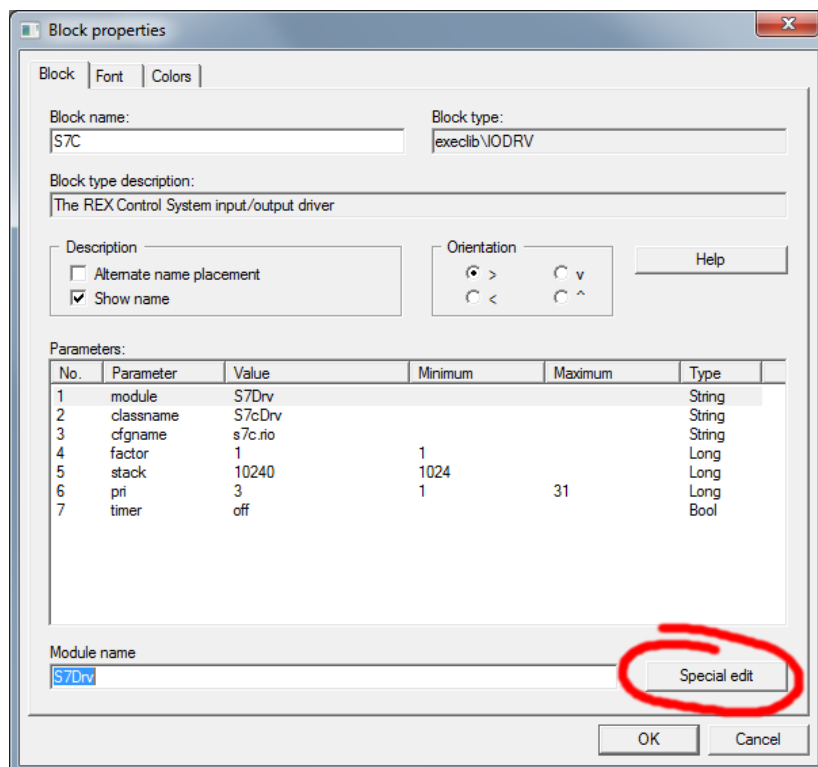 Block properties
Block Font Colors
Block name: Block type:
S7C execlib\IODRV
Block type description:
The REX Control System input/output driver
Description Orientation
Alternate name placement > v Help
Show name < ^
Parameters:
No. Parameter Value Minimum Maximum Type
1 module S7Drv String
2 classname S7cDrv String
3 cfgname s7c.rio String
4 factor 1 1 Long
5 stack 10240 1024 Long
6 pri 3 1 31 Long
7 timer off Bool
Module name
S7Drv Special edit
OK Cancel